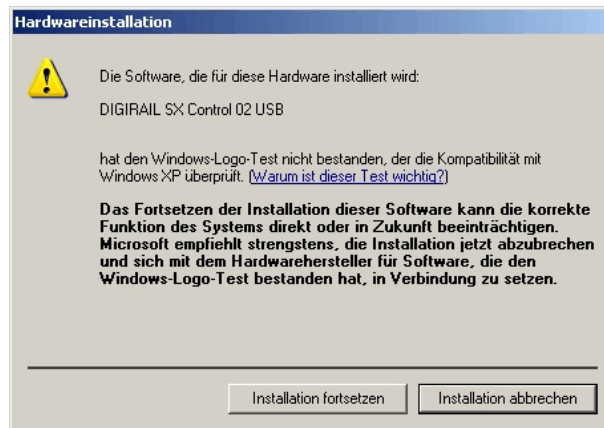 Hardwareinstallation
Die Software, die für diese Hardware installiert wird:
DIGIRAIL SX Control 02 USB
hat den Windows-Logo-Test nicht bestanden, der die Kompatibilität mit
Windows XP überprüft. (Warum ist dieser Test wichtig?)
Das Fortsetzen der Installation dieser Software kann die korrekte
Funktion des Systems direkt oder in Zukunft beeinträchtigen.
Microsoft empfiehlt strengstens, die Installation jetzt abzubrechen
und sich mit dem Hardwarehersteller für Software, die den
Windows-Logo-Test bestanden hat, in Verbindung zu setzen.
Installation fortsetzen
Installation abbrechen